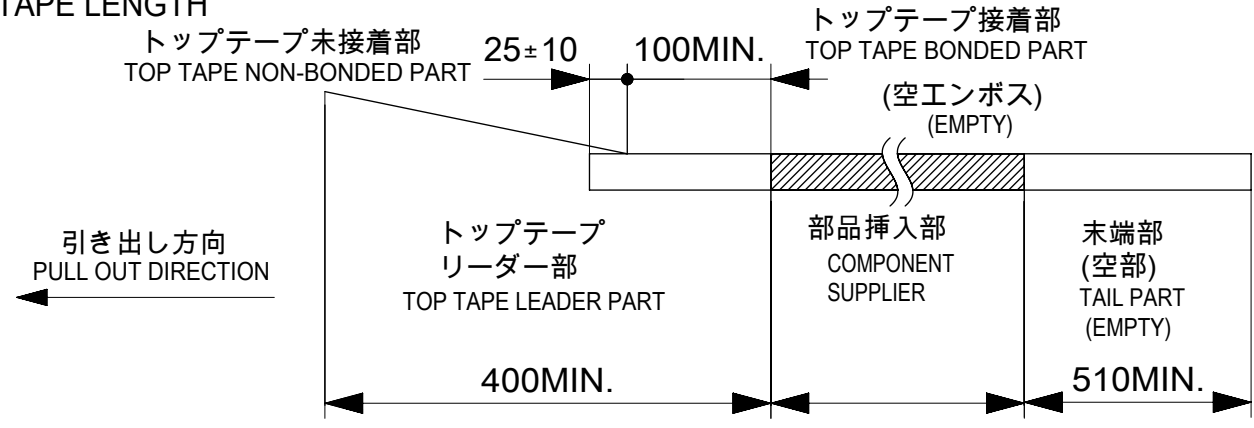 TAPE LENGTH
トップテープ未接着部
TOP TAPE NON-BONDED PART
25±10
100MIN.
トップテープ接着部
TOP TAPE BONDED PART
(空エンボス)
(EMPTY)
引き出し方向
PULL OUT DIRECTION
トップテープ
リーダー部
TOP TAPE LEADER PART
部品挿入部
COMPONENT
SUPPLIER
末端部
(空部)
TAIL PART
(EMPTY)
400MIN.
510MIN.